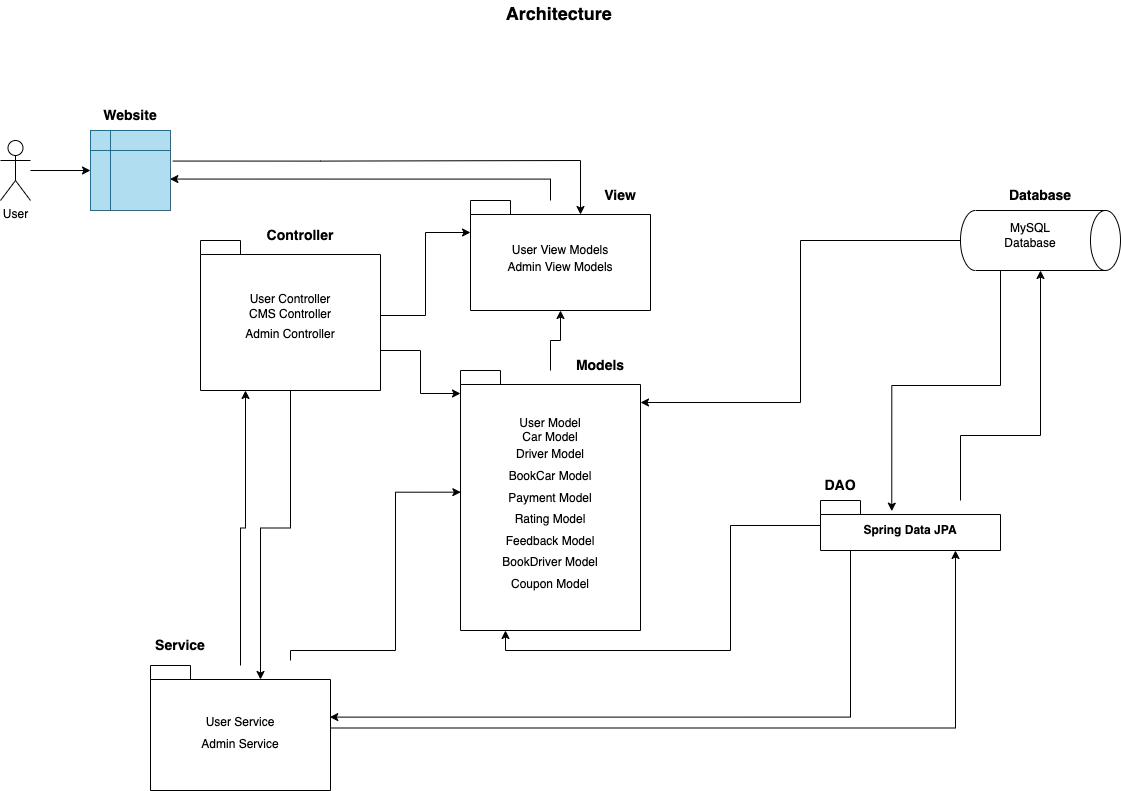 Architecture
Website
User
View
User View Models
Admin View Models
Database
MySQL
Database
Controller
User Controller
CMS Controller
Admin Controller
Models
User Model
Car Model
Driver Model
BookCar Model
Payment Model
Rating Model
Feedback Model
BookDriver Model
Coupon Model
DAO
Spring Data JPA
Service
User Service
Admin Service